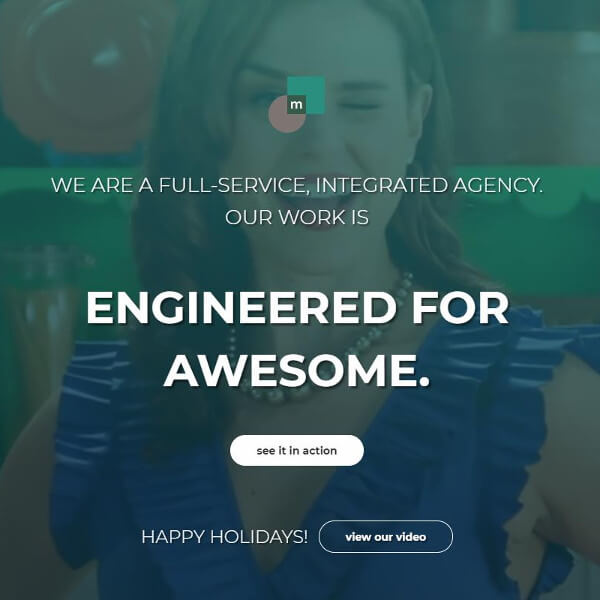 m
WE ARE A FULL-SERVICE, INTEGRATED AGENCY.
OUR WORK IS
ENGINEERED FOR
AWESOME.
see it in action
HAPPY HOLIDAYS! view our video